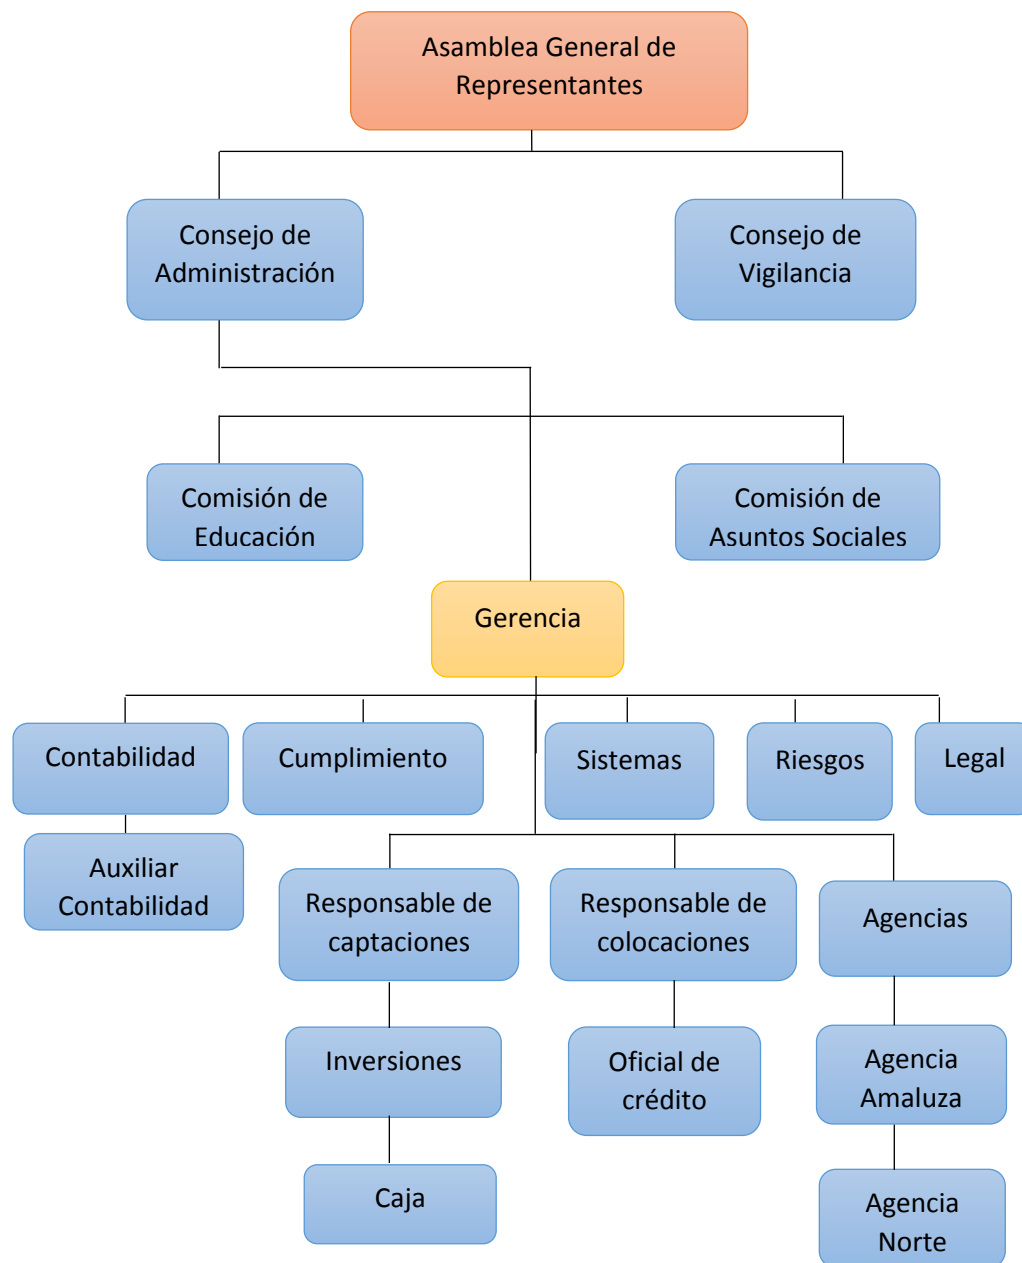 Asamblea General de
Representantes
Consejo de
Administración
Consejo de
Vigilancia
Comisión de
Educación
Comisión de
Asuntos Sociales
Gerencia
Contabilidad
Cumplimiento
Sistemas
Riesgos
Legal
Auxiliar
Contabilidad
Responsable de
captaciones
Responsable de
colocaciones
Agencias
Inversiones
Oficial de
crédito
Agencia
Amaluza
Caja
Agencia
Norte